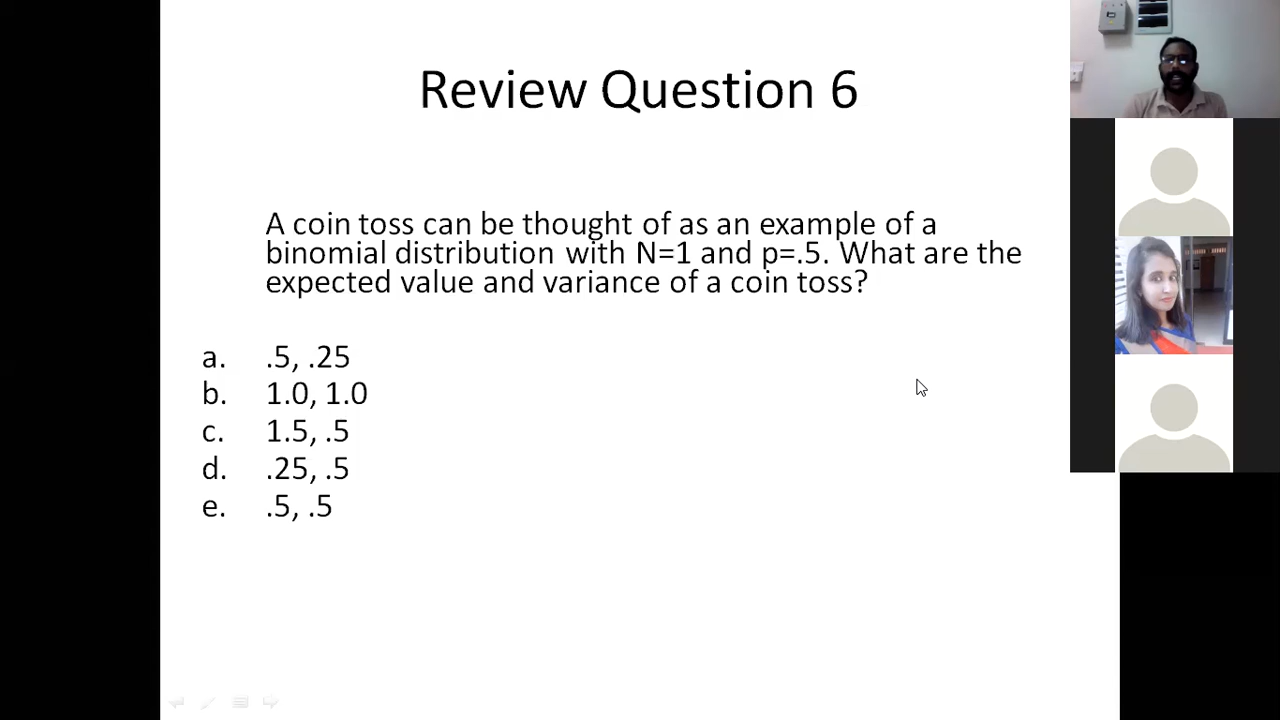 Review Question 6
A coin toss can be thought of as an example of a
binomial distribution with N=1 and p=.5. What are the
expected value and variance of a coin toss?
a. .5, .25
b. 1.0, 1.0
c. 1.5, .5
d. .25, .5
e. .5, .5